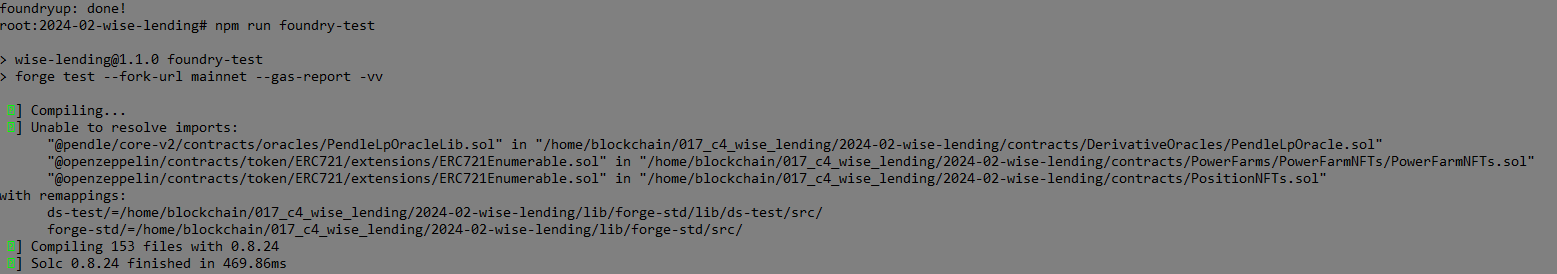 foundryup: done!
root:2024-02-wise-lending# npm run foundry-test
> wise-lending@1.1.0 foundry-test
> forge test --fork-url mainnet --gas-report -vv
] Compiling...
] Unable to resolve imports:
"@pendle/core-v2/contracts/oracles/PendleLpOracleLib.sol" in "/home/blockchain/017_c4_wise_lending/2024-02-wise-lending/contracts/DerivativeOracles/PendleLpOracle.sol"
"@openzeppelin/contracts/token/ERC721/extensions/ERC721Enumerable.sol" in "/home/blockchain/017_c4_wise_lending/2024-02-wise-lending/contracts/PowerFarms/PowerFarmNFTs/PowerFarmNFTs.sol"
"@openzeppelin/contracts/token/ERC721/extensions/ERC721Enumerable.sol" in "/home/blockchain/017_c4_wise_lending/2024-02-wise-lending/contracts/PositionNFTs.sol"
with remappings:
ds-test/=/home/blockchain/017_c4_wise_lending/2024-02-wise-lending/lib/forge-std/lib/ds-test/src/
forge-std/=/home/blockchain/017_c4_wise_lending/2024-02-wise-lending/lib/forge-std/src/
] Compiling 153 files with 0.8.24
] Solc 0.8.24 finished in 469.86ms